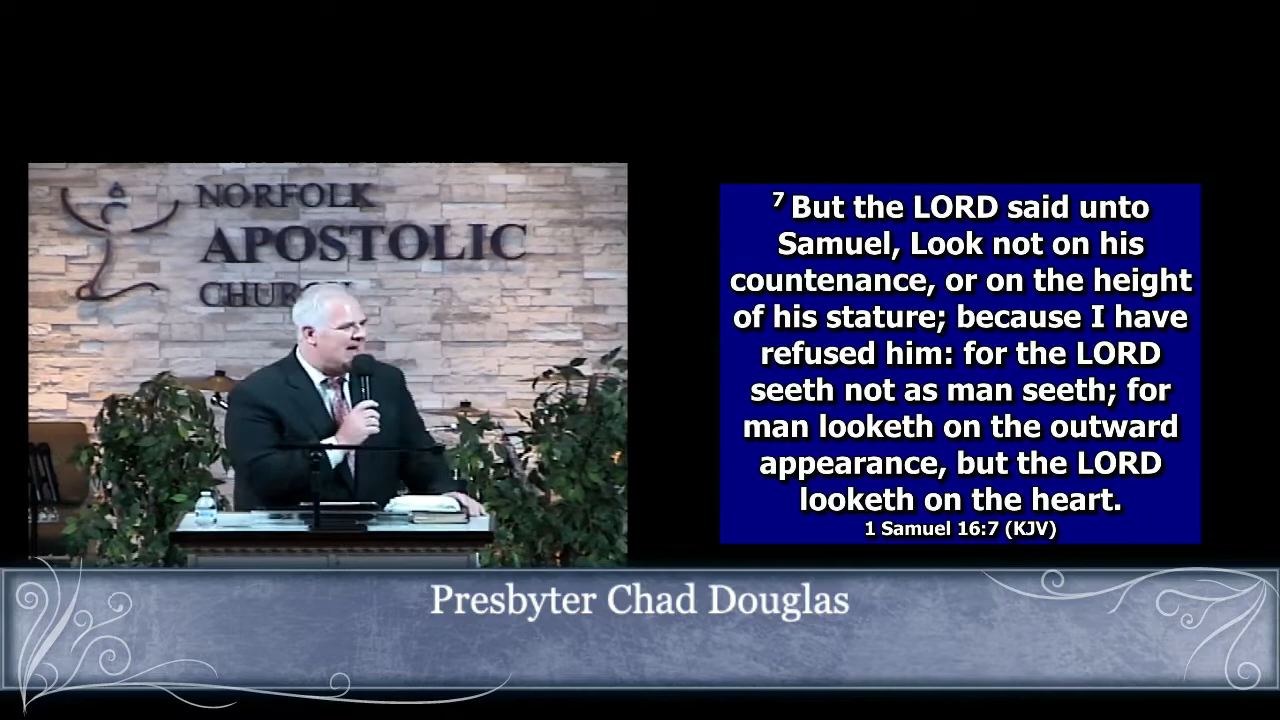 NORFOLK
APOSTOLIC
CHURCH
7 But the LORD said unto
Samuel, Look not on his
countenance, or on the height
of his stature; because I have
refused him: for the LORD
seeth not as man seeth; for
man looketh on the outward
appearance, but the LORD
looketh on the heart.
1 Samuel 16:7 (KJV)
Presbyter Chad Douglas